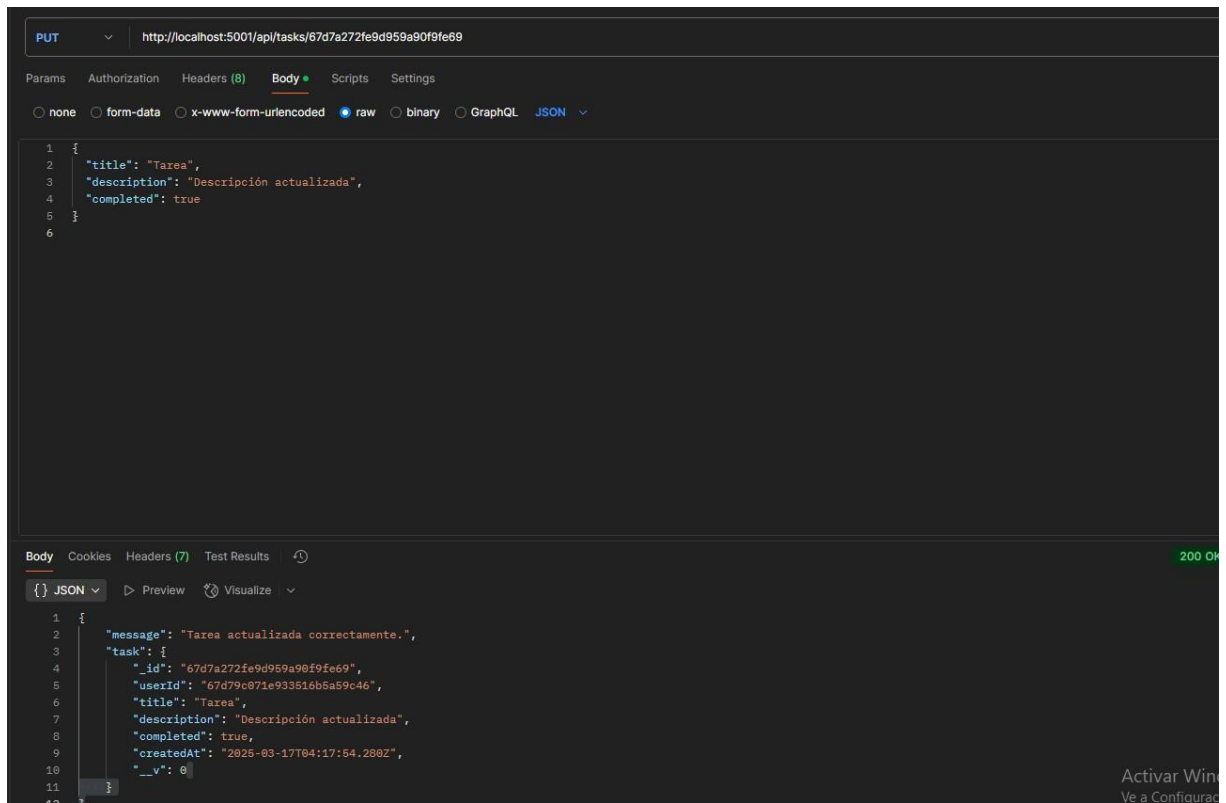 PUT http://localhost:5001/api/tasks/67d7a272fe9d959a90f9fe69
Params Authorization Headers (8) Body Scripts Settings
none form-data x-www-form-urlencoded raw binary GraphQL JSON
1 {
2 "title": "Tarea",
3 "description": "Descripción actualizada",
4 "completed": true
5 }
6
Body Cookies Headers (7) Test Results 200 OK
{} JSON Preview Visualize
1 {
2 "message": "Tarea actualizada correctamente.",
3 "task": {
4 "_id": "67d7a272fe9d959a90f9fe69",
5 "userId": "67d79c071e933516b5a59c46",
6 "title": "Tarea",
7 "description": "Descripción actualizada",
8 "completed": true,
9 "createdAt": "2025-03-17T04:17:54.280Z",
10 "__v": 0
11 }
12 }
Activar Win
Ve a Configurac